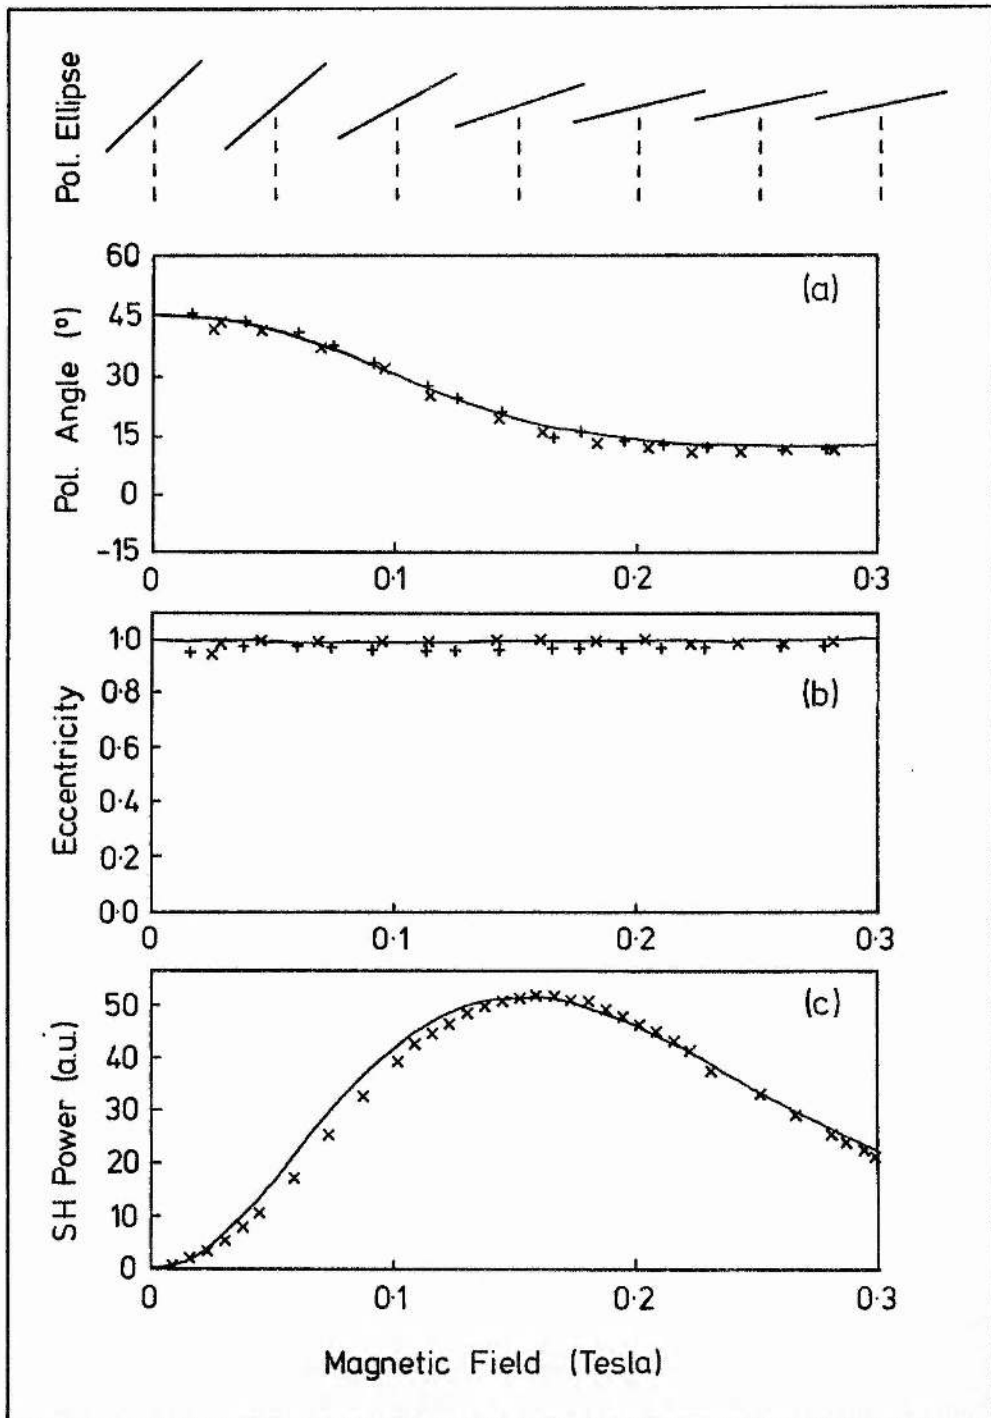 Pol. Ellipse
(a)
Pol. Angle (º)
60
45
30
15
0
-15
0 0·1 0·2 0·3
(b)
Eccentricity
1·0
0·8
0·6
0·4
0·2
0·0
0 0·1 0·2 0·3
(c)
SH Power (a.u.)
50
40
30
20
10
0
0 0·1 0·2 0·3
Magnetic Field (Tesla)